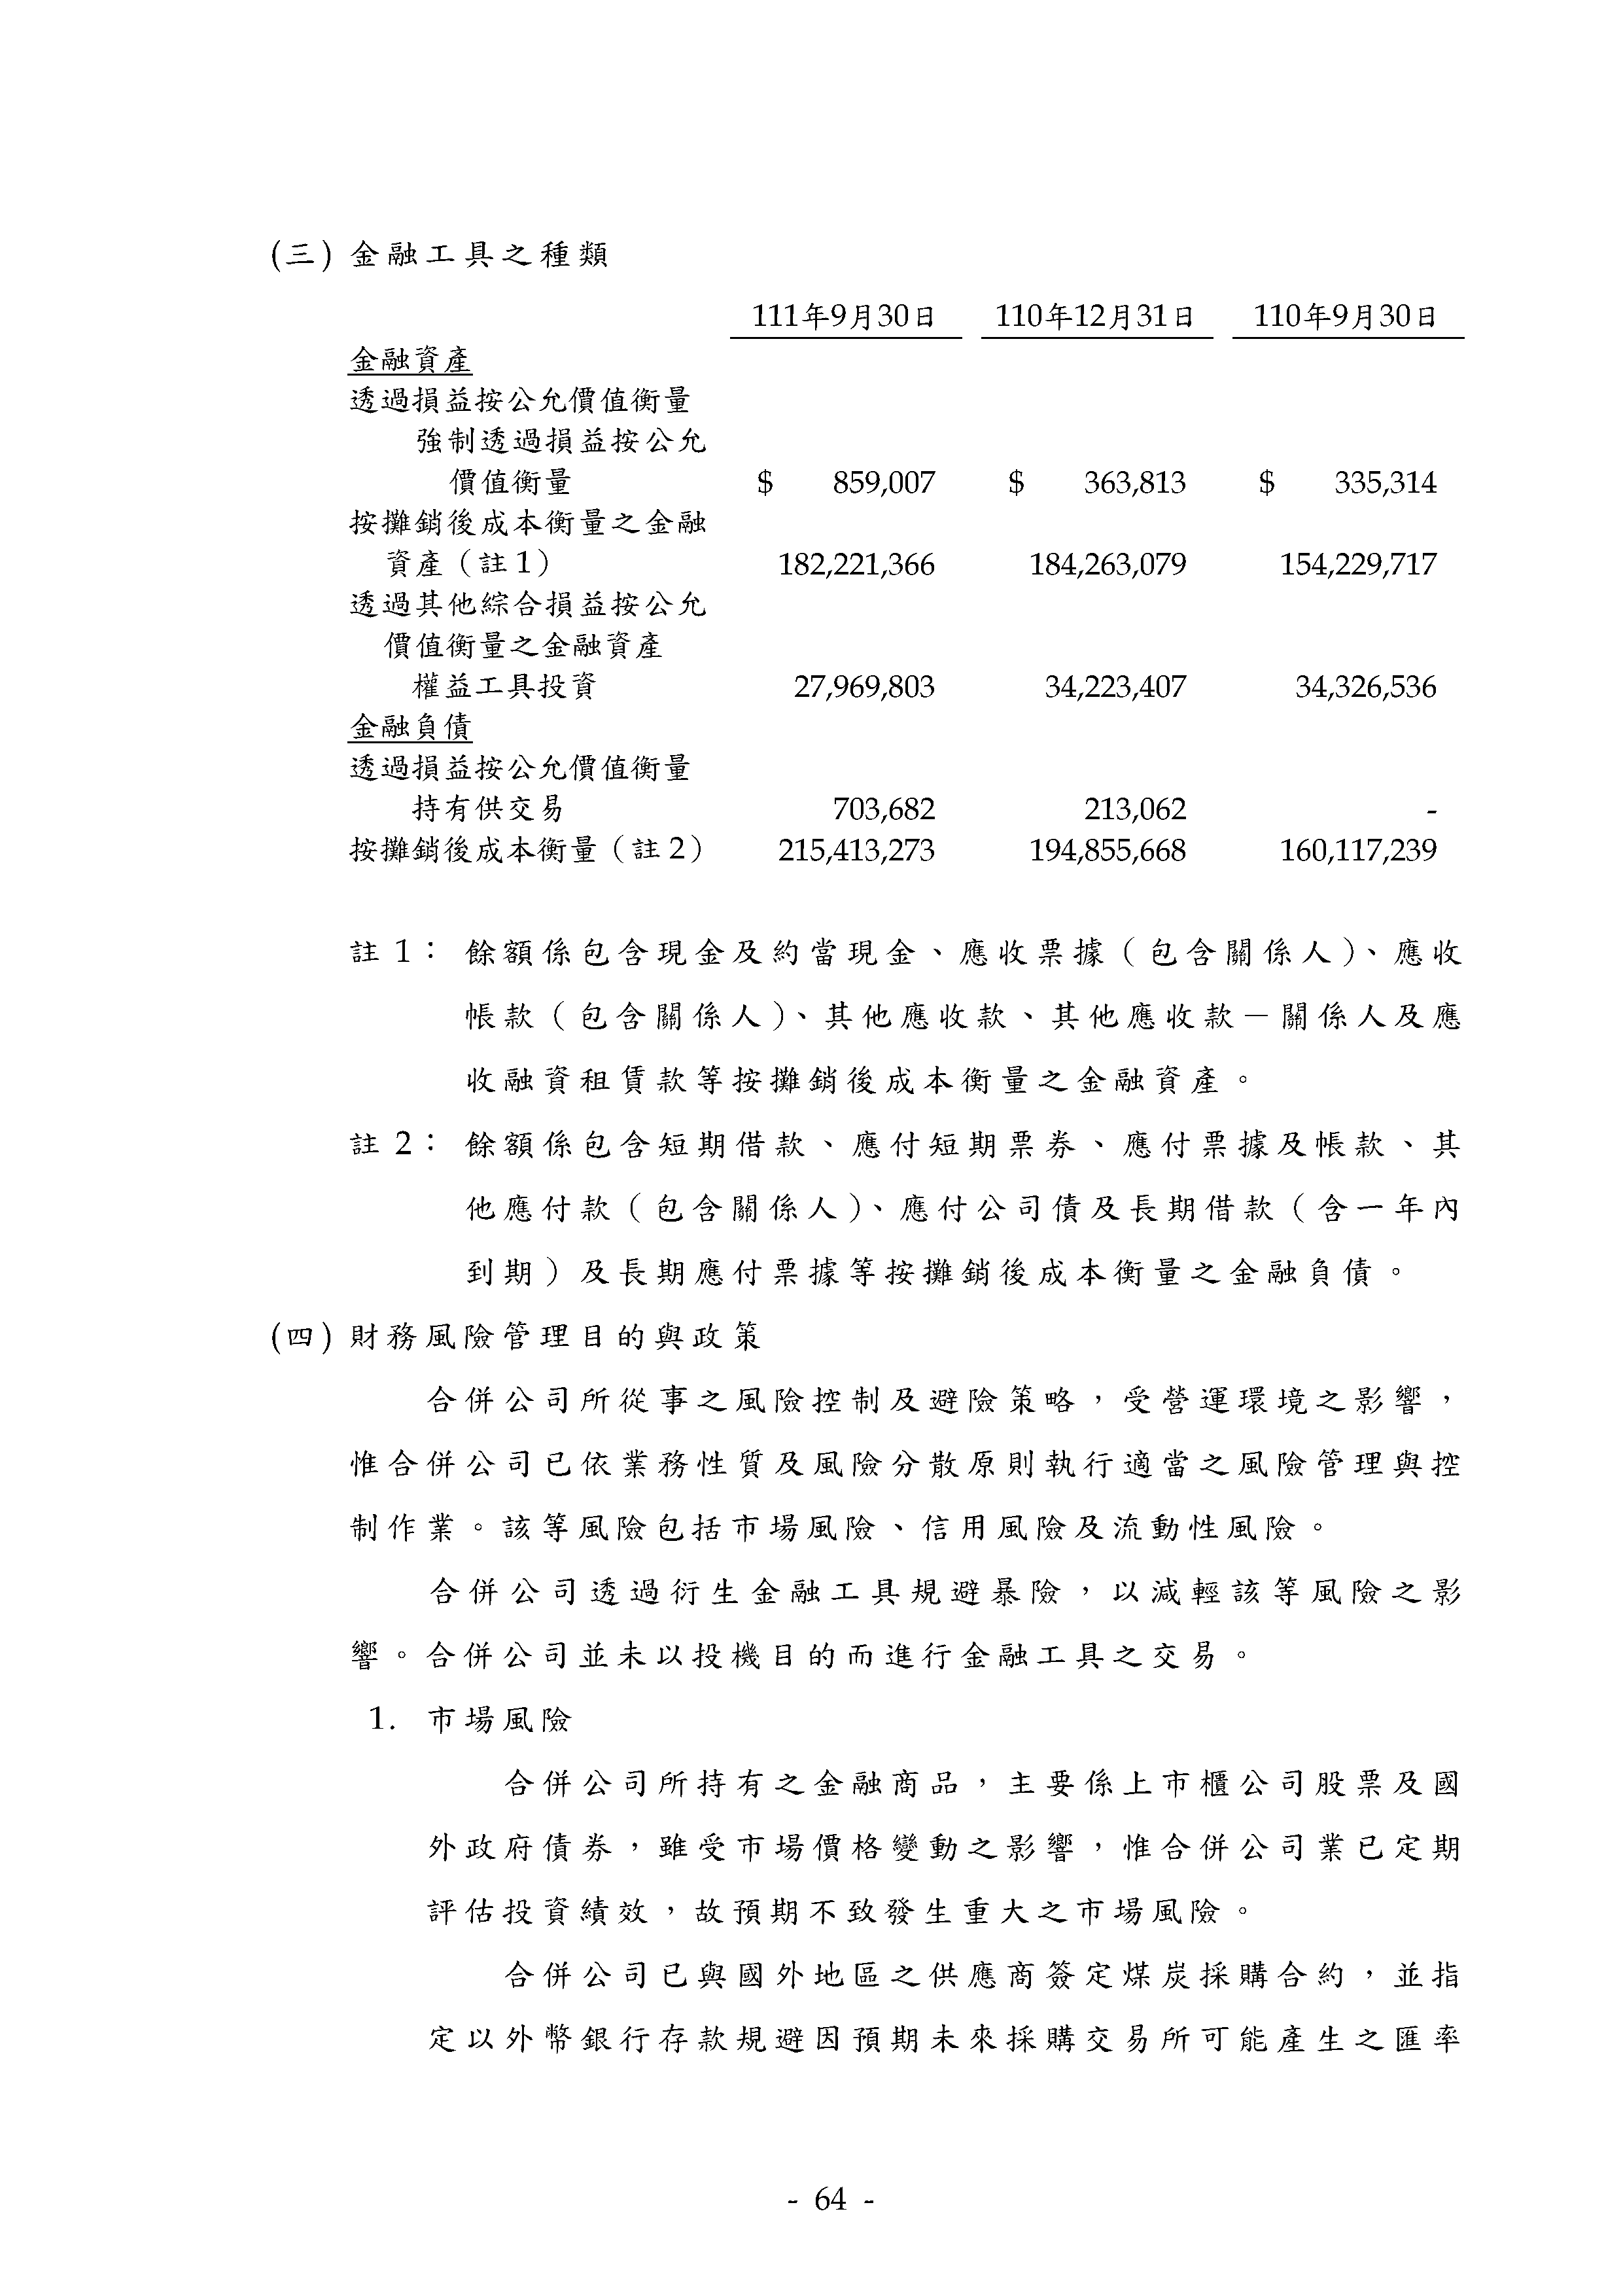 (三) 金融工具之種類
111年9月30日 110年12月31日 110年9月30日
金融資產
透過損益按公允價值衡量
強制透過損益按公允
價值衡量 $ 859,007 $ 363,813 $ 335,314
按攤銷後成本衡量之金融
資產（註1） 182,221,366 184,263,079 154,229,717
透過其他綜合損益按公允
價值衡量之金融資產
權益工具投資 27,969,803 34,223,407 34,326,536
金融負債
透過損益按公允價值衡量
持有供交易 703,682 213,062 -
按攤銷後成本衡量（註2） 215,413,273 194,855,668 160,117,239
註 1： 餘額係包含現金及約當現金、應收票據（包含關係人）、應收
帳款（包含關係人）、其他應收款、其他應收款－關係人及應
收融資租賃款等按攤銷後成本衡量之金融資產。
註 2： 餘額係包含短期借款、應付短期票券、應付票據及帳款、其
他應付款（包含關係人）、應付公司債及長期借款（含一年內
到期）及長期應付票據等按攤銷後成本衡量之金融負債。
(四) 財務風險管理目的與政策
合併公司所從事之風險控制及避險策略，受營運環境之影響，
惟合併公司已依業務性質及風險分散原則執行適當之風險管理與控
制作業。該等風險包括市場風險、信用風險及流動性風險。
合併公司透過衍生金融工具規避暴險，以減輕該等風險之影
響。合併公司並未以投機目的而進行金融工具之交易。
1. 市場風險
合併公司所持有之金融商品，主要係上市櫃公司股票及國
外政府債券，雖受市場價格變動之影響，惟合併公司業已定期
評估投資績效，故預期不致發生重大之市場風險。
合併公司已與國外地區之供應商簽定煤炭採購合約，並指
定以外幣銀行存款規避因預期未來採購交易所可能產生之匯率
- 64 -